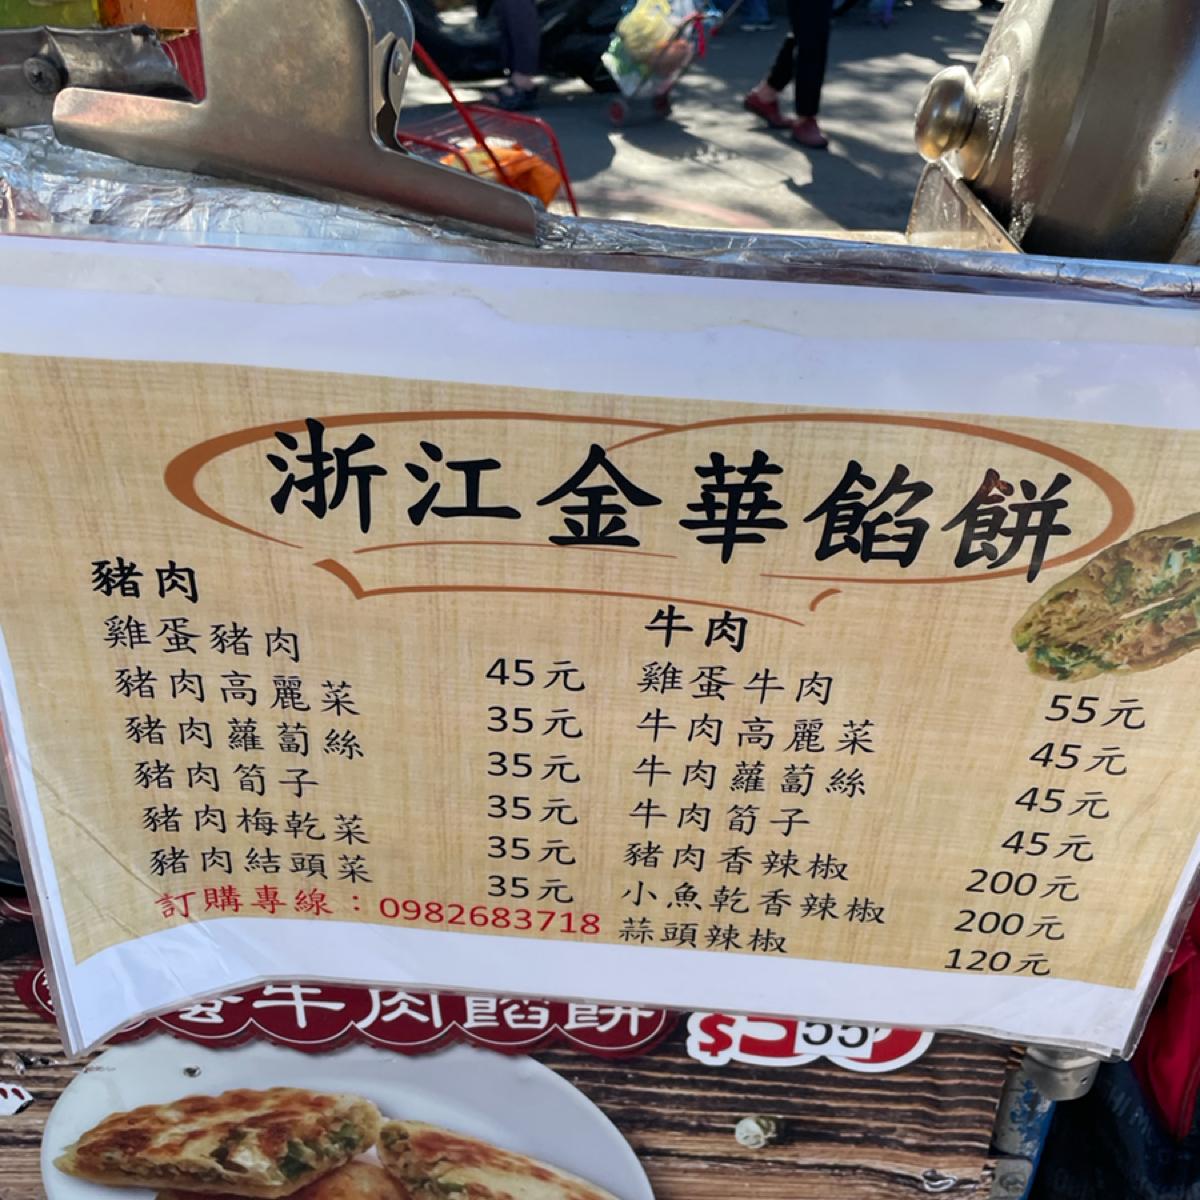 浙江金華餡餅
豬肉
雞蛋豬肉 45元
豬肉高麗菜 35元
豬肉蘿蔔絲 35元
豬肉筍子 35元
豬肉梅乾菜 35元
豬肉結頭菜 35元
訂購專線：0982683718
牛肉
雞蛋牛肉 55元
牛肉高麗菜 45元
牛肉蘿蔔絲 45元
牛肉筍子 45元
豬肉香辣椒 200元
小魚乾香辣椒 200元
蒜頭辣椒 120元
牛肉餡餅 $55